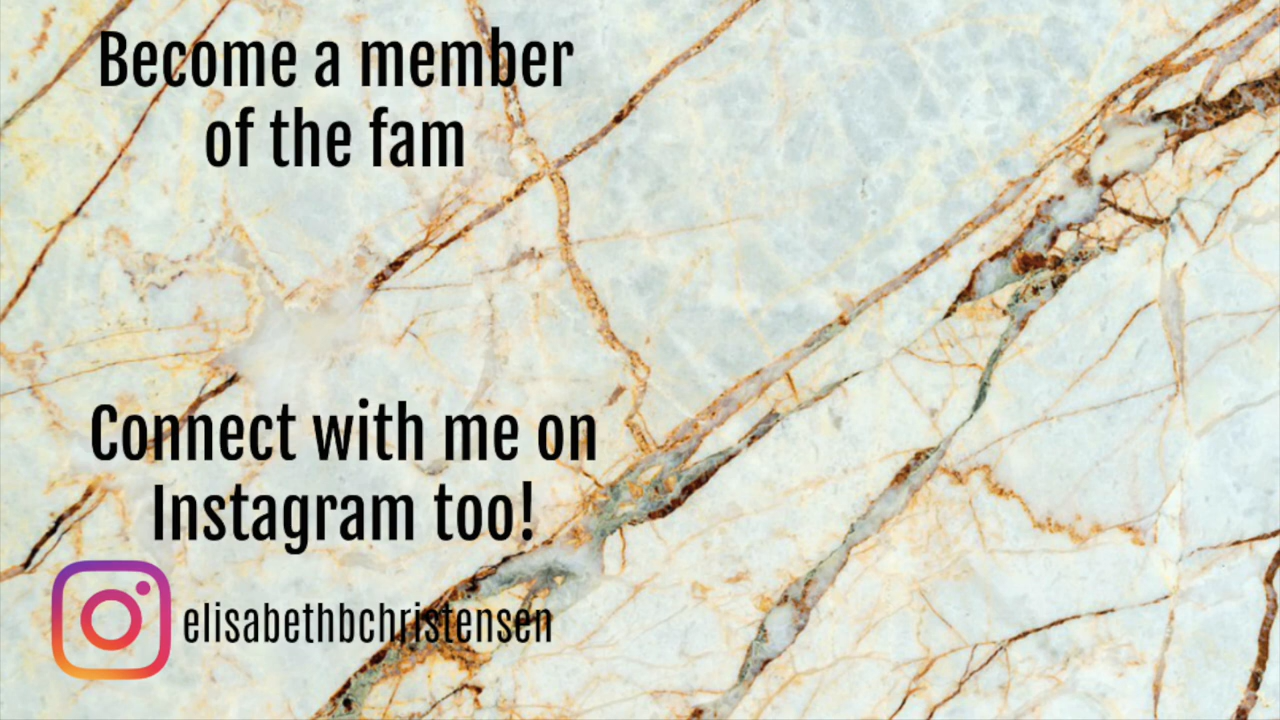 Become a member
of the fam
Connect with me on
Instagram too!
elisabethbchristensen